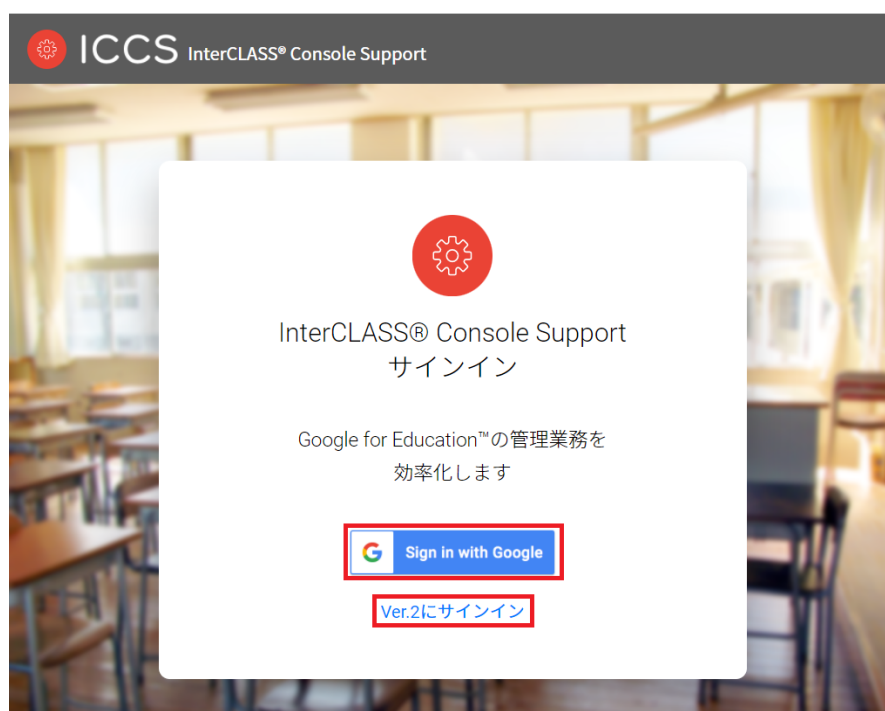 ICCS InterCLASS® Console Support
InterCLASS® Console Support
サインイン
Google for Education™の管理業務を
効率化します
Sign in with Google
Ver.2にサインイン